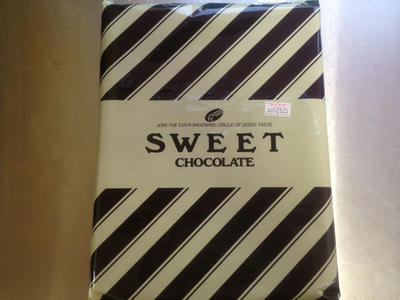 JOIN THE EVER-WIDENING CIRCLE OF GOOD TASTE
SWEET
CHOCOLATE